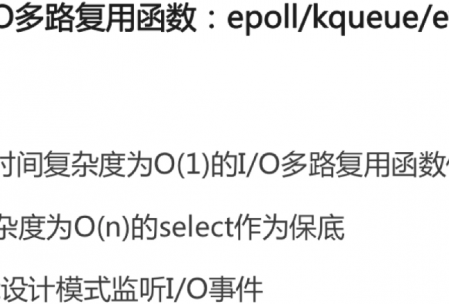 O多路复用函数：epoll/kqueue/e
时间复杂度为O(1)的I/O多路复用函数
杂度为O(n)的select作为保底
设计模式监听I/O事件